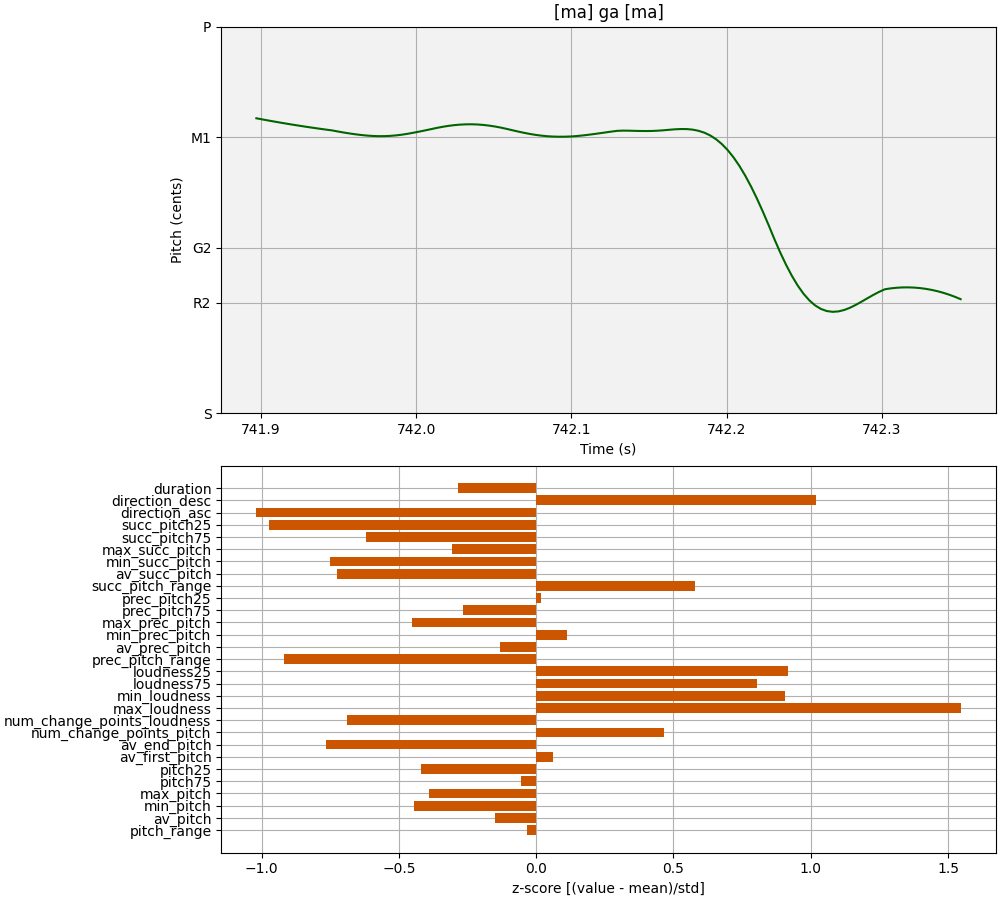 [ma] ga [ma]
P
M1
G2
R2
S
Pitch (cents)
741.9 742.0 742.1 742.2 742.3
Time (s)
duration
direction_desc
direction_asc
succ_pitch25
succ_pitch75
max_succ_pitch
min_succ_pitch
av_succ_pitch
succ_pitch_range
prec_pitch25
prec_pitch75
max_prec_pitch
min_prec_pitch
av_prec_pitch
prec_pitch_range
loudness25
loudness75
min_loudness
max_loudness
num_change_points_loudness
num_change_points_pitch
av_end_pitch
av_first_pitch
pitch25
pitch75
max_pitch
min_pitch
av_pitch
pitch_range
−1.0 −0.5 0.0 0.5 1.0 1.5
z-score [(value - mean)/std]